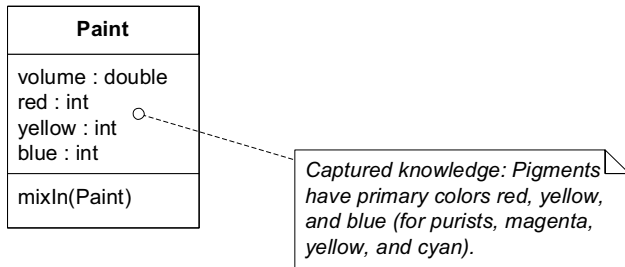 Paint
volume : double
red : int
yellow : int
blue : int
mixIn(Paint)
Captured knowledge: Pigments
have primary colors red, yellow,
and blue (for purists, magenta,
yellow, and cyan).